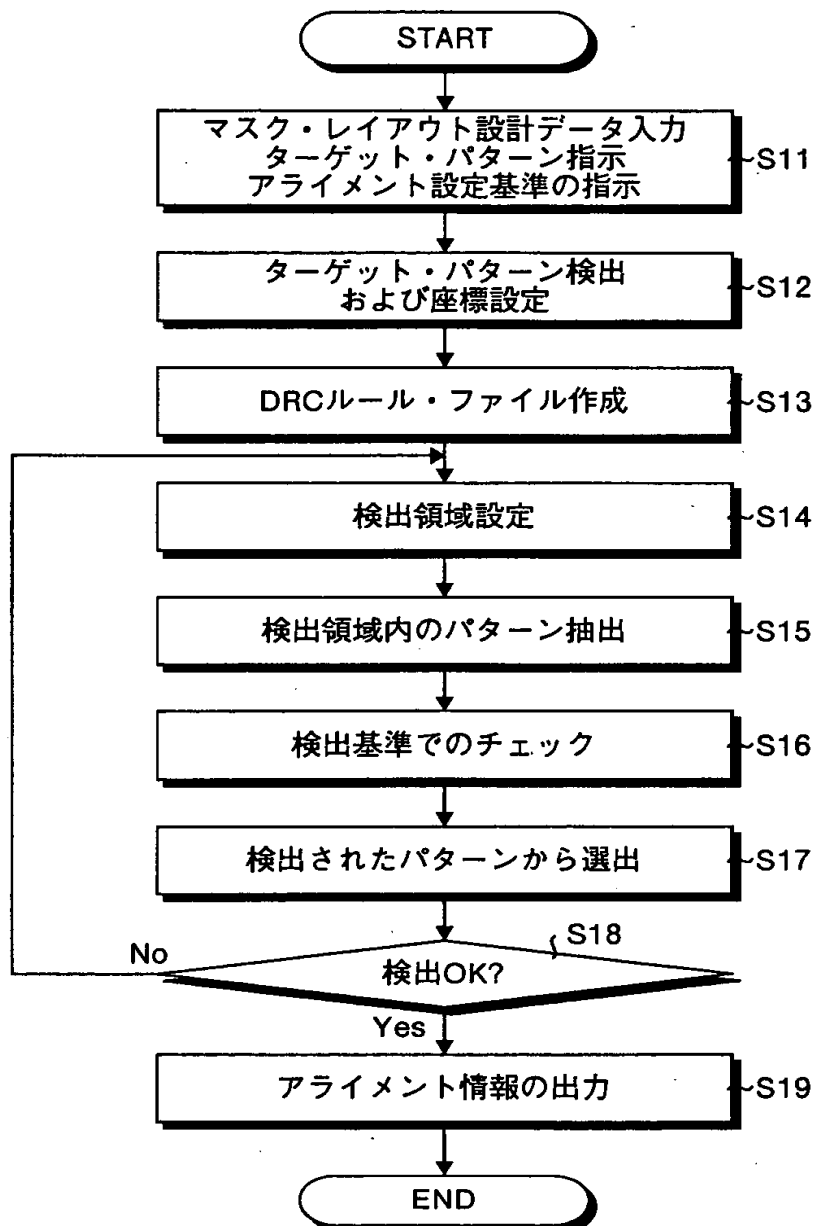 START
マスク・レイアウト設計データ入力
ターゲット・パターン指示
アライメント設定基準の指示
S11
ターゲット・パターン検出
および座標設定
S12
DRCルール・ファイル作成
S13
検出領域設定
S14
検出領域内のパターン抽出
S15
検出基準でのチェック
S16
検出されたパターンから選出
S17
S18
No
検出OK?
Yes
アライメント情報の出力
S19
END